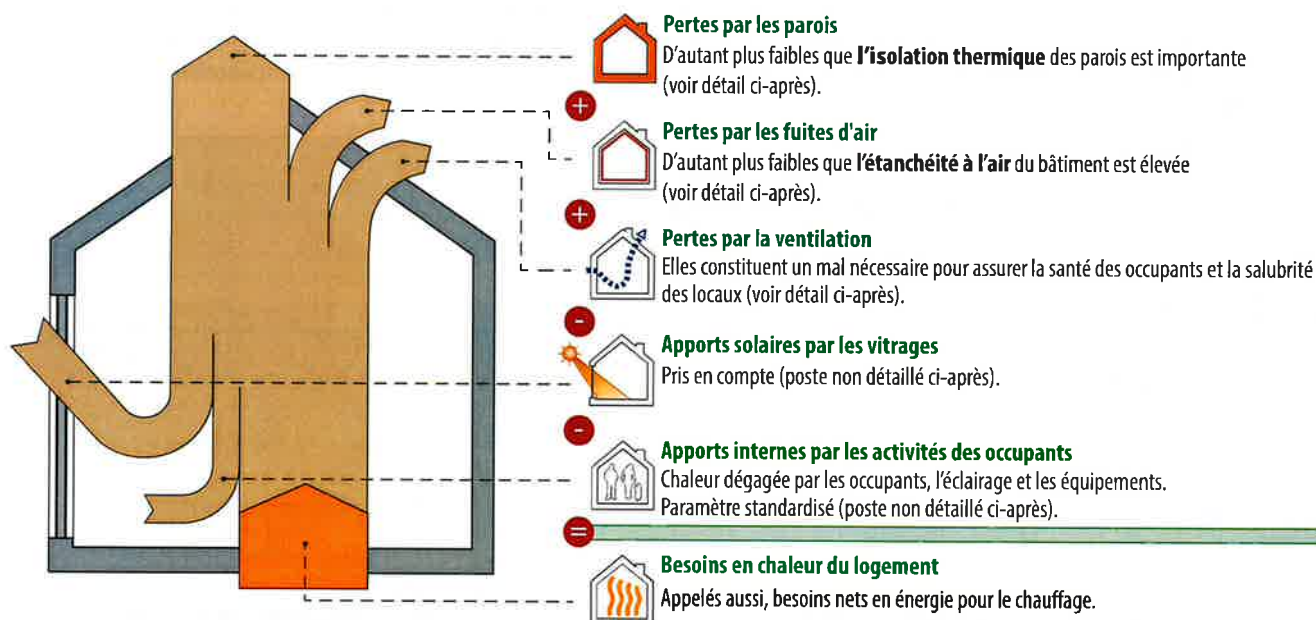 Pertes par les parois
D'autant plus faibles que l'isolation thermique des parois est importante
(voir détail ci-après).
+
Pertes par les fuites d'air
D'autant plus faibles que l'étanchéité à l'air du bâtiment est élevée
(voir détail ci-après).
+
Pertes par la ventilation
Elles constituent un mal nécessaire pour assurer la santé des occupants et la salubrité
des locaux (voir détail ci-après).
-
Apports solaires par les vitrages
Pris en compte (poste non détaillé ci-après).
-
Apports internes par les activités des occupants
Chaleur dégagée par les occupants, l'éclairage et les équipements.
Paramètre standardisé (poste non détaillé ci-après).
=
Besoins en chaleur du logement
Appelés aussi, besoins nets en énergie pour le chauffage.